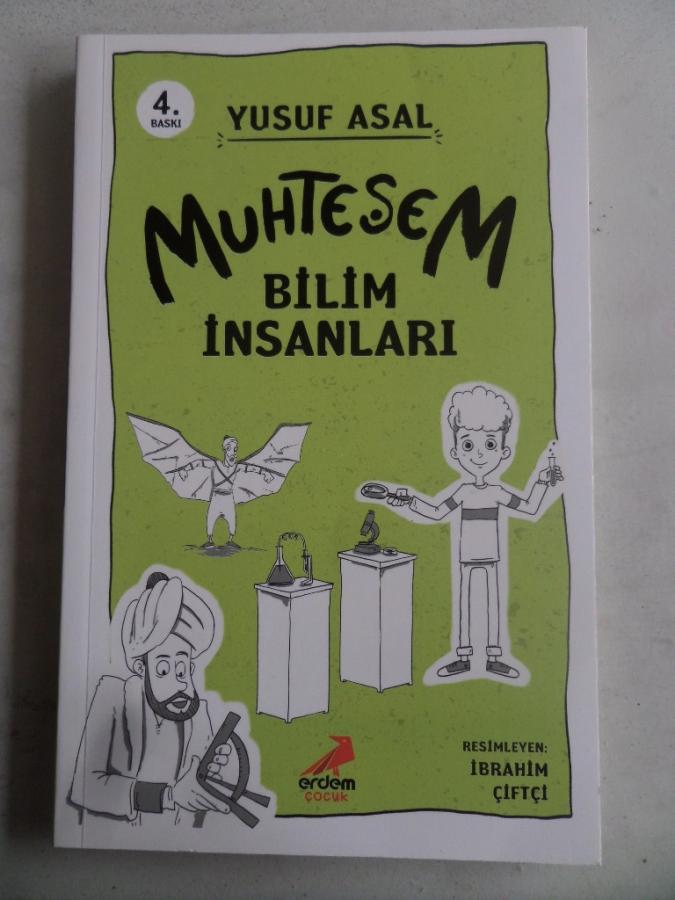 4.
BASKI
YUSUF ASAL
MUHTEŞEM
BİLİM
İNSANLARI
RESİMLEYEN:
İBRAHİM
ÇİFTÇİ
erdem
çocuk